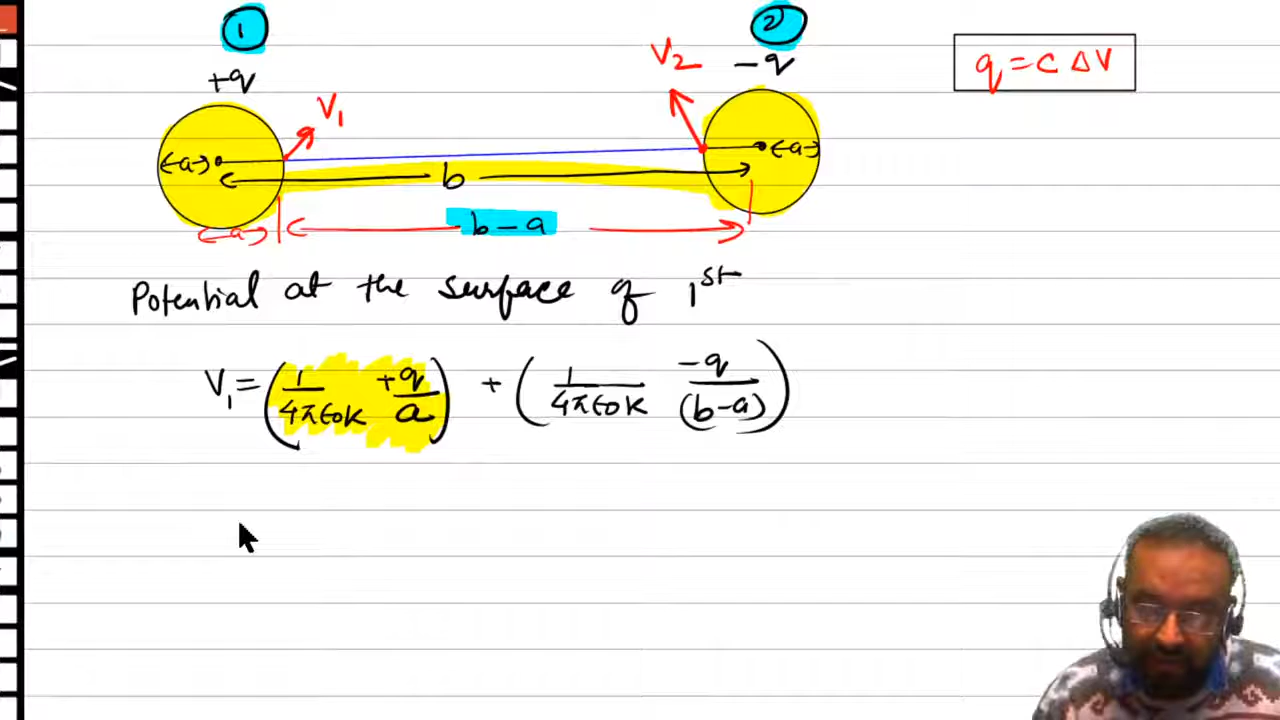 1 2
+q V₁ V₂ -q q = C ΔV
a b a
a b-a
Potential at the surface of 1st
V₁ = (1/4πε₀K +q/a) + (1/4πε₀K -q/(b-a))